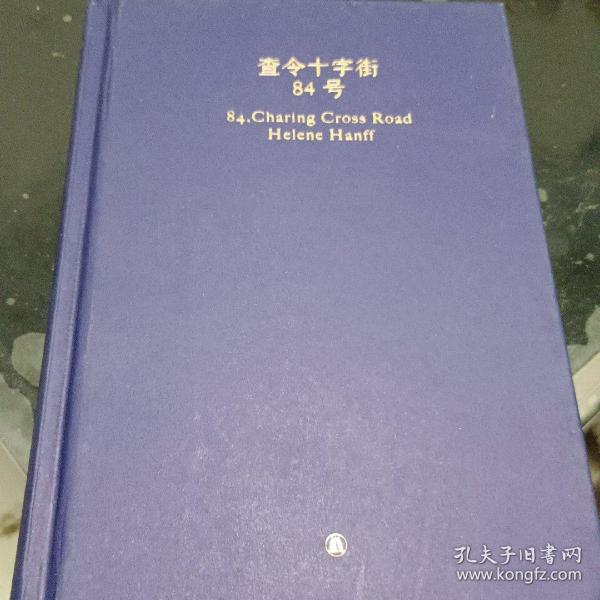 查令十字街
84号
84,Charing Cross Road
Helene Hanff
孔夫子旧書网
www.kongfz.com